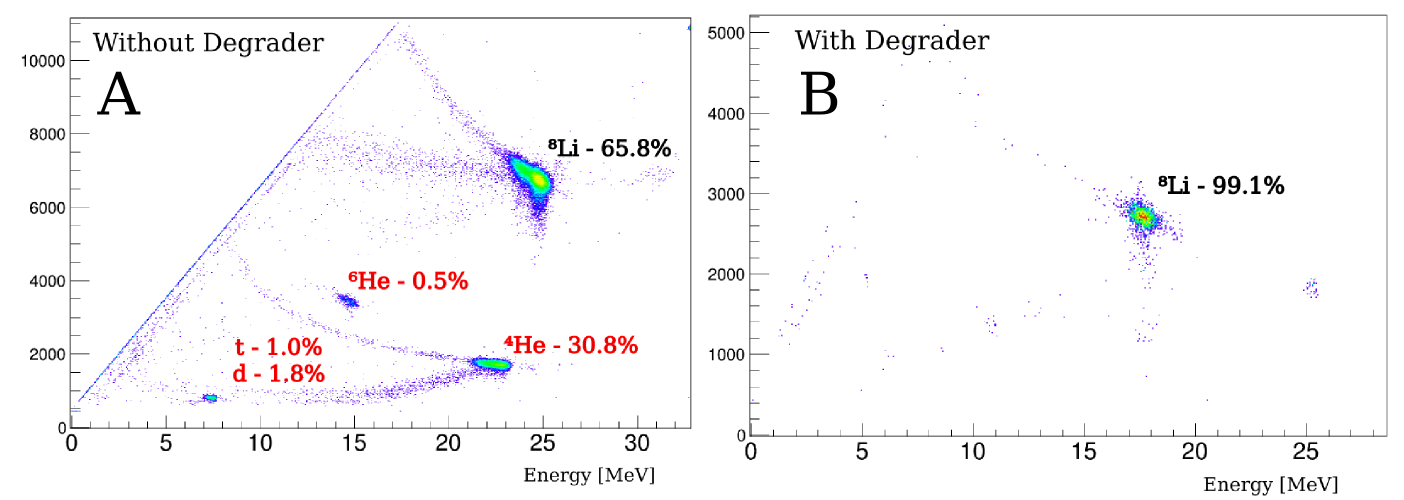 Without Degrader
A
10000
8000
6000
4000
2000
0
⁸Li - 65.8%
⁶He - 0.5%
t - 1.0%
d - 1.8%
⁴He - 30.8%
0 5 10 15 20 25 30
Energy [MeV]
With Degrader
B
5000
4000
3000
2000
1000
0
⁸Li - 99.1%
0 5 10 15 20 25
Energy [MeV]